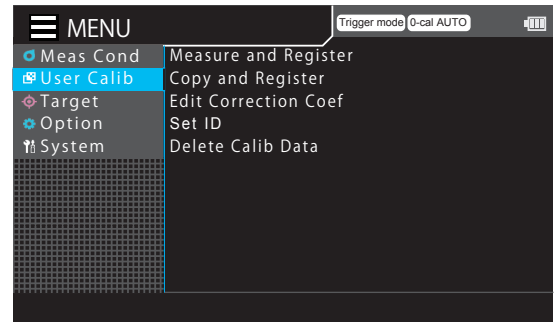 MENU
Trigger mode 0-cal AUTO
Meas Cond
User Calib
Target
Option
System
Measure and Register
Copy and Register
Edit Correction Coef
Set ID
Delete Calib Data